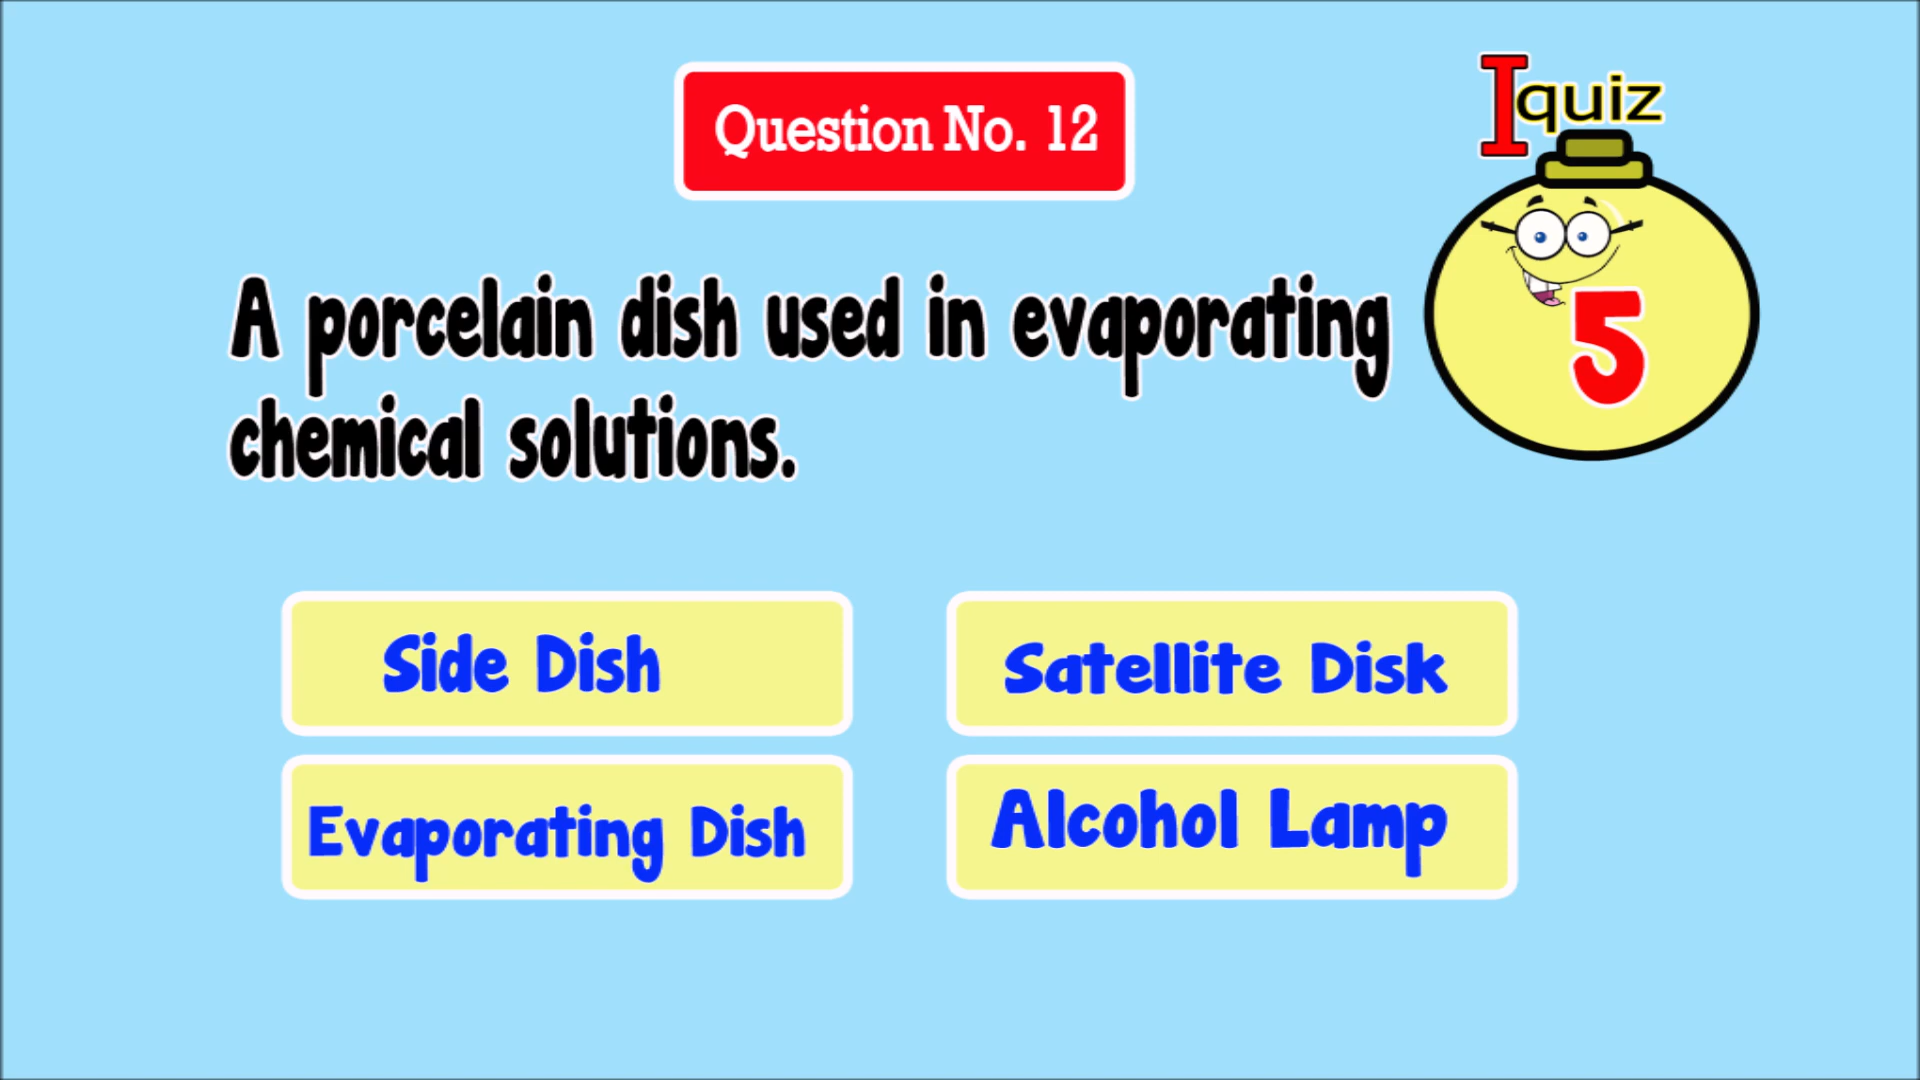 Question No. 12
Iquiz
A porcelain dish used in evaporating
chemical solutions.
5
Side Dish
Satellite Disk
Evaporating Dish
Alcohol Lamp